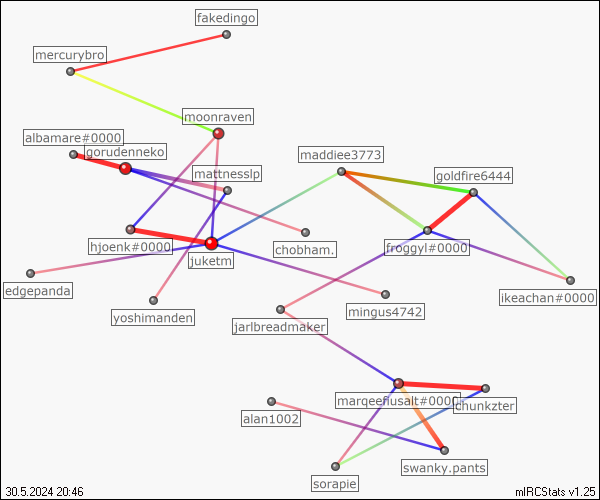 fakedingo
mercurybro
moonraven
albamare#0000
gorudenneko
maddiee3773
mattnesslp
goldfire6444
hjoenk#0000
chobham.
froggyl#0000
juketm
edgepanda
ikeachan#0000
yoshimanden
mingus4742
jarlbreadmaker
marqeeflusalt#0000
chunkzter
alan1002
swanky.pants
sorapie
30.5.2024 20:46
mIRCStats v1.25